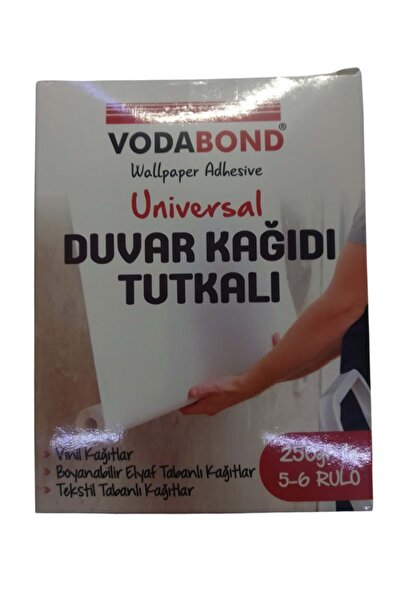 VODABOND®
Wallpaper Adhesive
Universal
DUVAR KAĞIDI
TUTKALI
Vinil Kağıtlar
Boyanabilir Elyaf Tabanlı Kağıtlar
Tekstil Tabanlı Kağıtlar
250gr
5-6 RULO